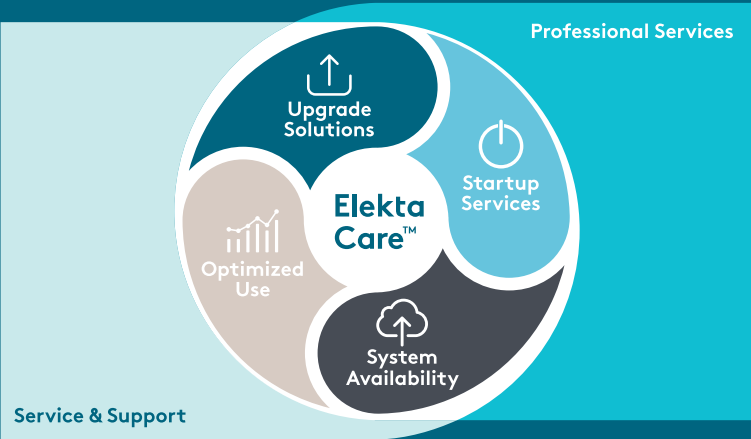 Professional Services
Upgrade
Solutions
Startup
Services
Elekta
Care™
Optimized
Use
System
Availability
Service & Support